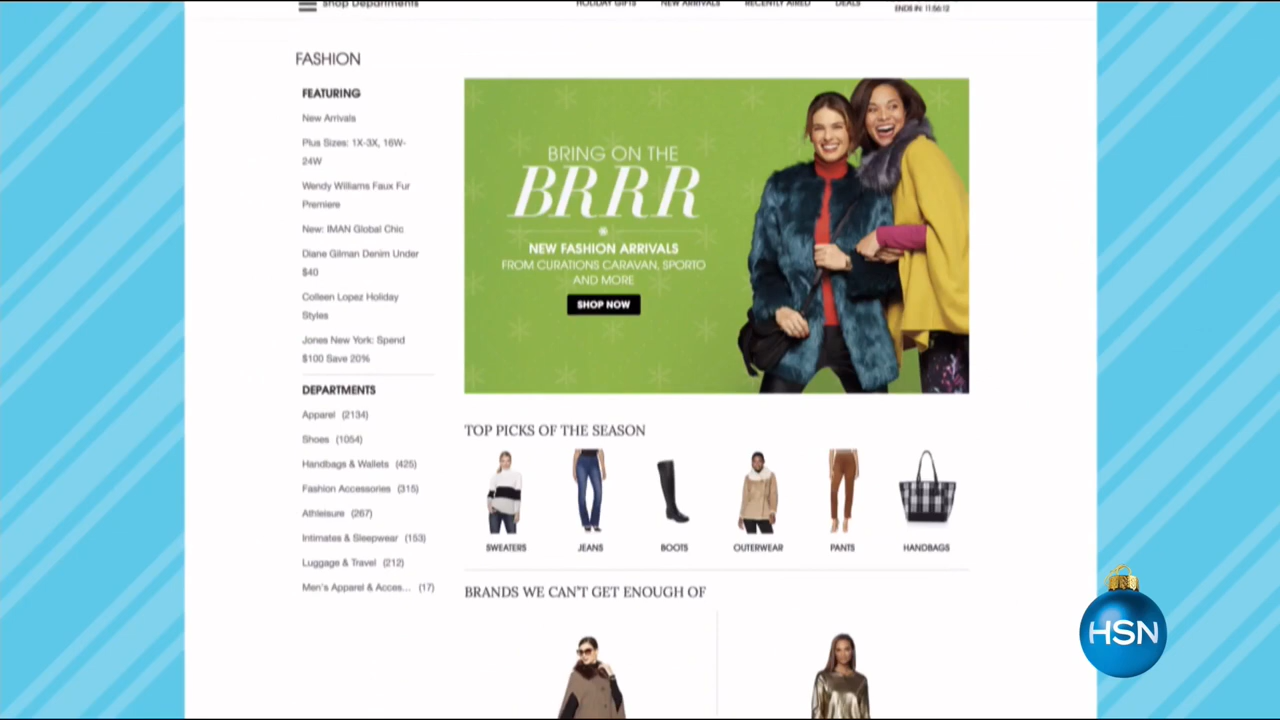 Shop Departments
HOLIDAY GIFTS NEW ARRIVALS RECENTLY AIRED DEALS
ENDS IN: 11:56:12
FASHION
FEATURING
New Arrivals
Plus Sizes: 1X-3X, 16W-
24W
Wendy Williams Faux Fur
Premiere
New: IMAN Global Chic
Diane Gilman Denim Under
$40
Colleen Lopez Holiday
Styles
Jones New York: Spend
$100 Save 20%
DEPARTMENTS
Apparel (2134)
Shoes (1054)
Handbags & Wallets (425)
Fashion Accessories (315)
Athleisure (267)
Intimates & Sleepwear (153)
Luggage & Travel (212)
Men's Apparel & Acces... (17)
BRING ON THE
BRRR
NEW FASHION ARRIVALS
FROM CURATIONS CARAVAN, SPORTO
AND MORE
SHOP NOW
TOP PICKS OF THE SEASON
SWEATERS JEANS BOOTS OUTERWEAR PANTS HANDBAGS
BRANDS WE CAN'T GET ENOUGH OF
HSN